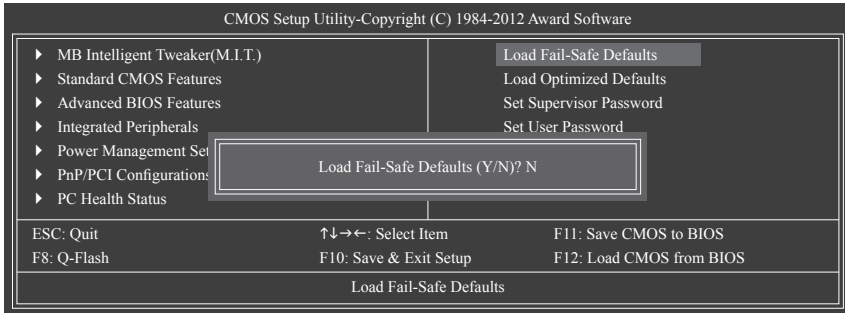 CMOS Setup Utility-Copyright (C) 1984-2012 Award Software
MB Intelligent Tweaker(M.I.T.)
Standard CMOS Features
Advanced BIOS Features
Integrated Peripherals
Power Management Set
PnP/PCI Configurations
PC Health Status
Load Fail-Safe Defaults
Load Optimized Defaults
Set Supervisor Password
Set User Password
Load Fail-Safe Defaults (Y/N)? N
ESC: Quit
↑↓→←: Select Item
F11: Save CMOS to BIOS
F8: Q-Flash
F10: Save & Exit Setup
F12: Load CMOS from BIOS
Load Fail-Safe Defaults